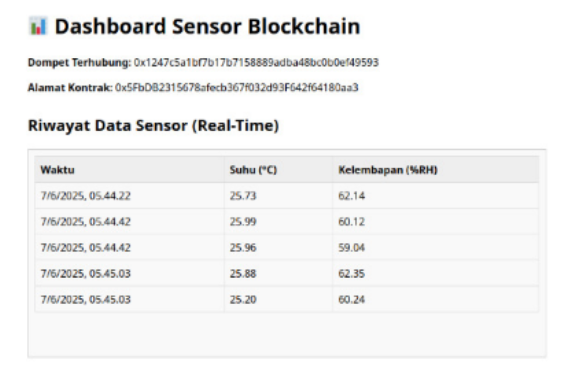 Dashboard Sensor Blockchain
Dompet Terhubung: 0x1247c5a1bf7b17b7158889adba48bc0b0ef49593
Alamat Kontrak: 0x5FbDB2315678afecb367f032d93F642f64180aa3
Riwayat Data Sensor (Real-Time)
Waktu Suhu (°C) Kelembapan (%RH)
7/6/2025, 05.44.22 25.73 62.14
7/6/2025, 05.44.42 25.99 60.12
7/6/2025, 05.44.42 25.96 59.04
7/6/2025, 05.45.03 25.88 62.35
7/6/2025, 05.45.03 25.20 60.24